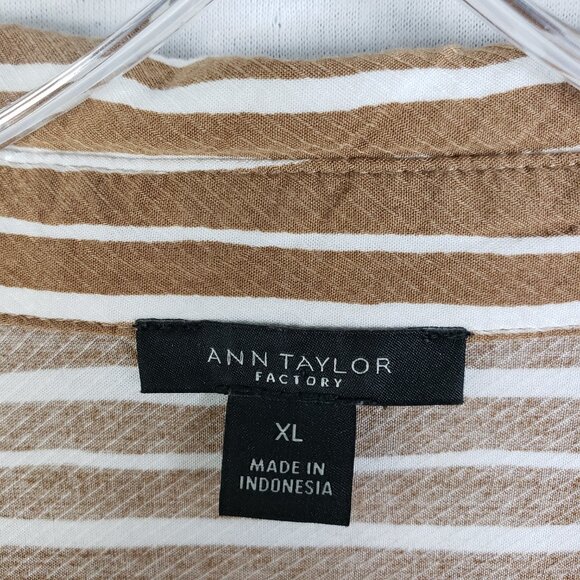 ANN TAYLOR
FACTORY
XL
MADE IN
INDONESIA